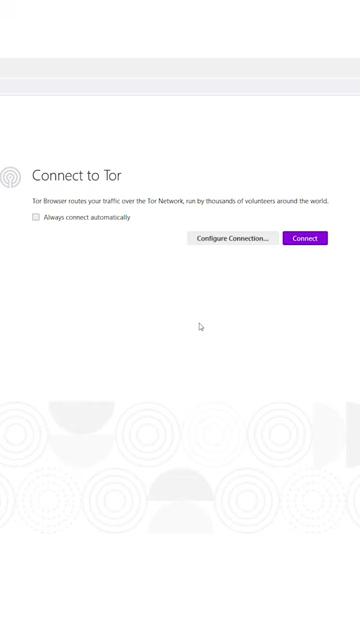 Connect to Tor
Tor Browser routes your traffic over the Tor Network, run by thousands of volunteers around the world.
Always connect automatically
Configure Connection...
Connect